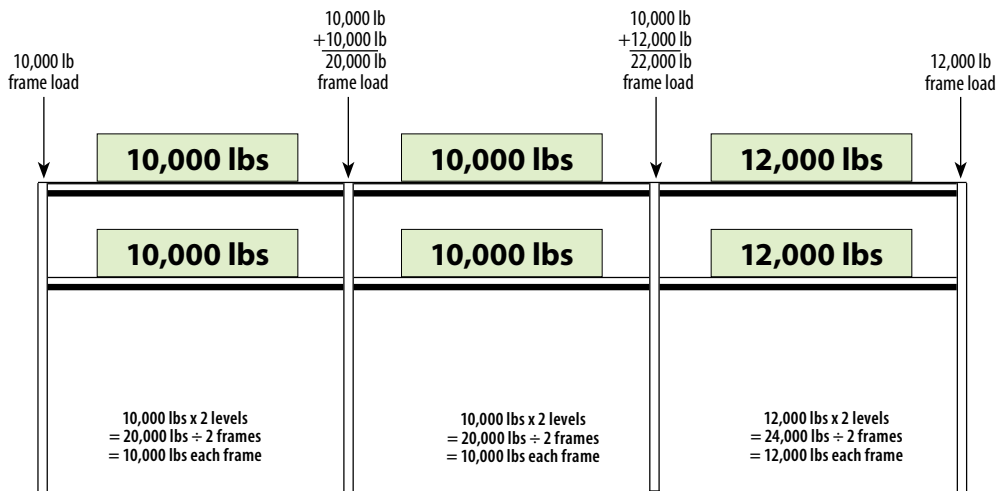 10,000 lb
frame load
10,000 lb
+10,000 lb
20,000 lb
frame load
10,000 lb
+12,000 lb
22,000 lb
frame load
12,000 lb
frame load
10,000 lbs
10,000 lbs
12,000 lbs
10,000 lbs
10,000 lbs
12,000 lbs
10,000 lbs x 2 levels
= 20,000 lbs ÷ 2 frames
= 10,000 lbs each frame
10,000 lbs x 2 levels
= 20,000 lbs ÷ 2 frames
= 10,000 lbs each frame
12,000 lbs x 2 levels
= 24,000 lbs ÷ 2 frames
= 12,000 lbs each frame